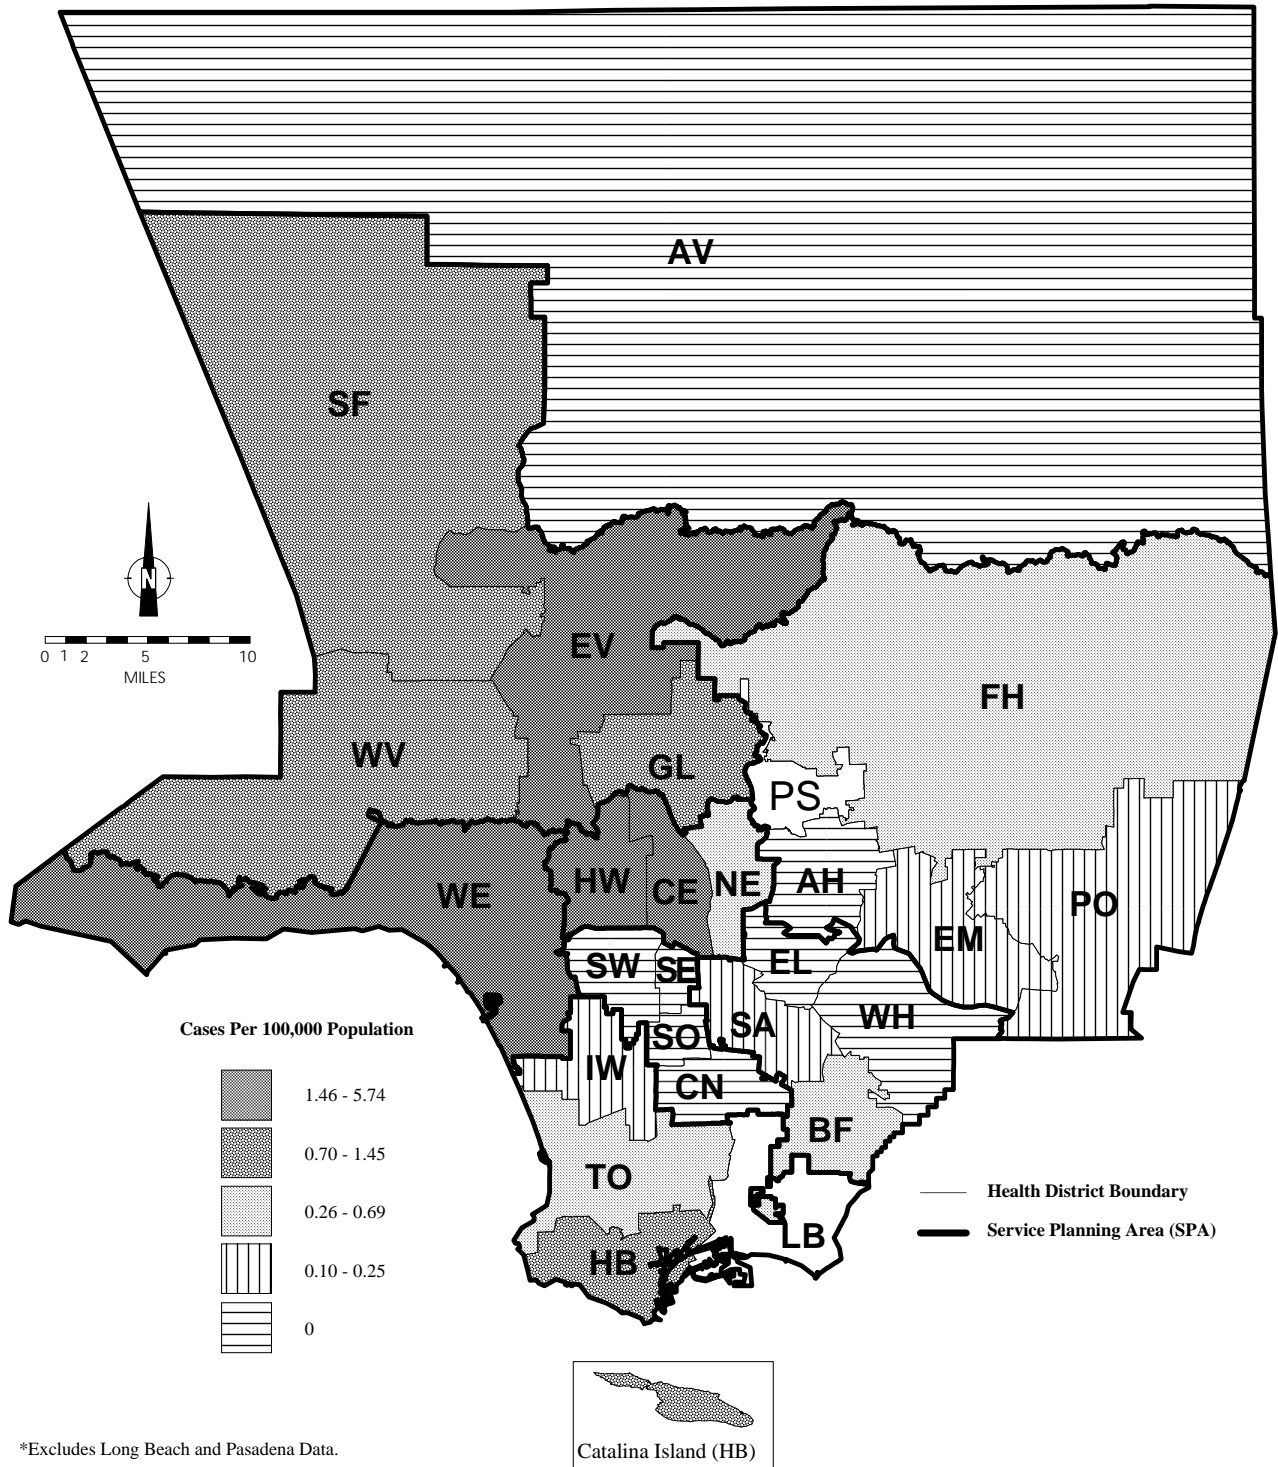 AV
SF
N
0 1 2 5 10
MILES
EV
FH
WV
GL
PS
HW
CE
NE
AH
WE
PO
EM
SW
SE
EL
SA
WH
SO
IW
CN
BF
TO
LB
HB
Cases Per 100,000 Population
1.46 - 5.74
0.70 - 1.45
0.26 - 0.69
0.10 - 0.25
0
Health District Boundary
Service Planning Area (SPA)
Catalina Island (HB)
*Excludes Long Beach and Pasadena Data.